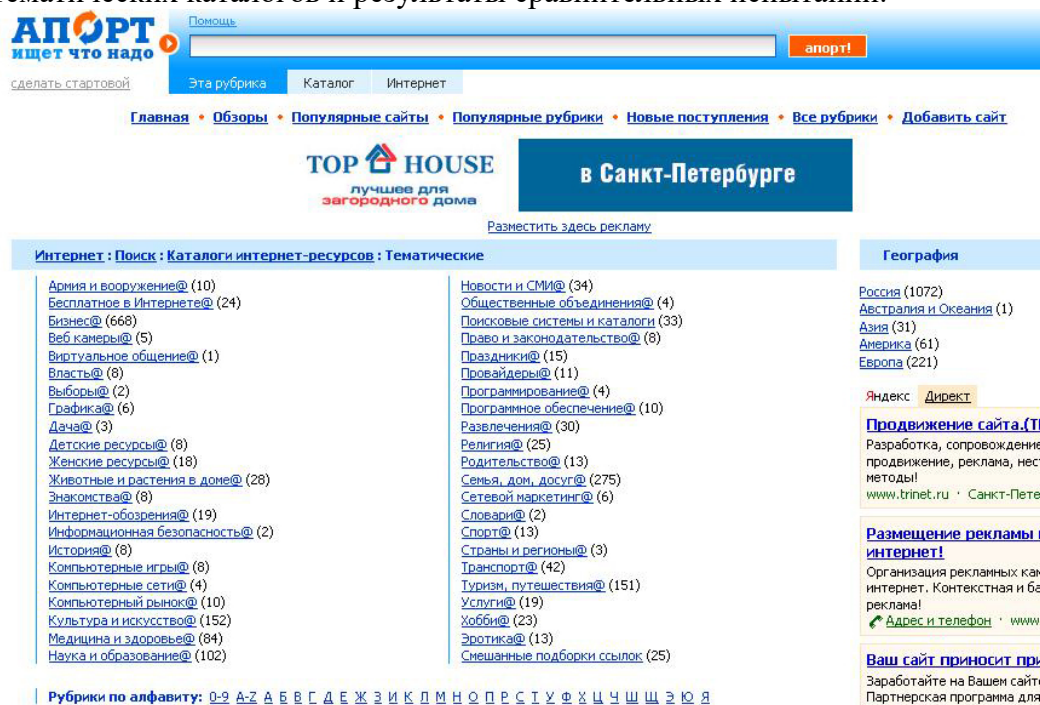 тематических каталогов и результаты сравнительных испытаний.
АПОРТ
ищет что надо
Помощь
апорт!
сделать стартовой
Эта рубрика Каталог Интернет
Главная • Обзоры • Популярные сайты • Популярные рубрики • Новые поступления • Все рубрики • Добавить сайт
TOP HOUSE
лучшее для
загородного дома
в Санкт-Петербурге
Разместить здесь рекламу
Интернет : Поиск : Каталоги интернет-ресурсов : Тематические
Армия и вооружение@ (10)
Бесплатное в Интернете@ (24)
Бизнес@ (668)
Веб камеры@ (5)
Виртуальное общение@ (1)
Власть@ (8)
Выборы@ (2)
Графика@ (6)
Дача@ (3)
Детские ресурсы@ (8)
Женские ресурсы@ (18)
Животные и растения в доме@ (28)
Знакомства@ (8)
Интернет-обозрения@ (19)
Информационная безопасность@ (2)
История@ (8)
Компьютерные игры@ (8)
Компьютерные сети@ (4)
Компьютерный рынок@ (10)
Культура и искусство@ (152)
Медицина и здоровье@ (84)
Наука и образование@ (102)
Новости и СМИ@ (34)
Общественные объединения@ (4)
Поисковые системы и каталоги (33)
Право и законодательство@ (8)
Праздники@ (15)
Провайдеры@ (11)
Программирование@ (4)
Программное обеспечение@ (10)
Развлечения@ (30)
Религия@ (25)
Родительство@ (13)
Семья, дом, досуг@ (275)
Сетевой маркетинг@ (6)
Словари@ (2)
Спорт@ (13)
Страны и регионы@ (3)
Транспорт@ (42)
Туризм, путешествия@ (151)
Услуги@ (19)
Хобби@ (23)
Эротика@ (13)
Смешанные подборки ссылок (25)
Рубрики по алфавиту: 0-9 A-Z А Б В Г Д Е Ж З И К Л М Н О П Р С Т У Ф Х Ц Ч Ш Щ Э Ю Я
География
Россия (1072)
Австралия и Океания (1)
Азия (31)
Америка (61)
Европа (221)
Яндекс Директ
Продвижение сайта.(
Разработка, сопровождение
продвижение, реклама,
методы!
www.trinet.ru · Санкт-Пете
Размещение рекламы
интернет!
Организация рекламных
интернет. Контекстная и
реклама!
Адрес и телефон · www
Ваш сайт приносит
Заработайте на Вашем
Партнерская программа для